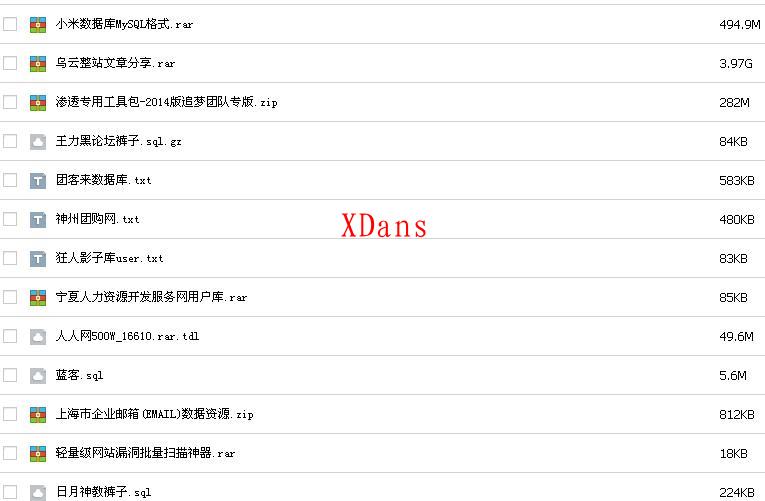 小米数据库MySQL格式.rar 494.9M
乌云整站文章分享.rar 3.97G
渗透专用工具包-2014版追梦团队专版.zip 282M
王力黑论坛裤子.sql.gz 84KB
团客来数据库.txt 583KB
神州团购网.txt 480KB
XDans
狂人影子库user.txt 83KB
宁夏人力资源开发服务网用户库.rar 85KB
人人网500W_16610.rar.tdl 49.6M
蓝客.sql 5.6M
上海市企业邮箱(EMAIL)数据资源.zip 812KB
轻量级网站漏洞批量扫描神器.rar 18KB
日月神教裤子.sql 224KB